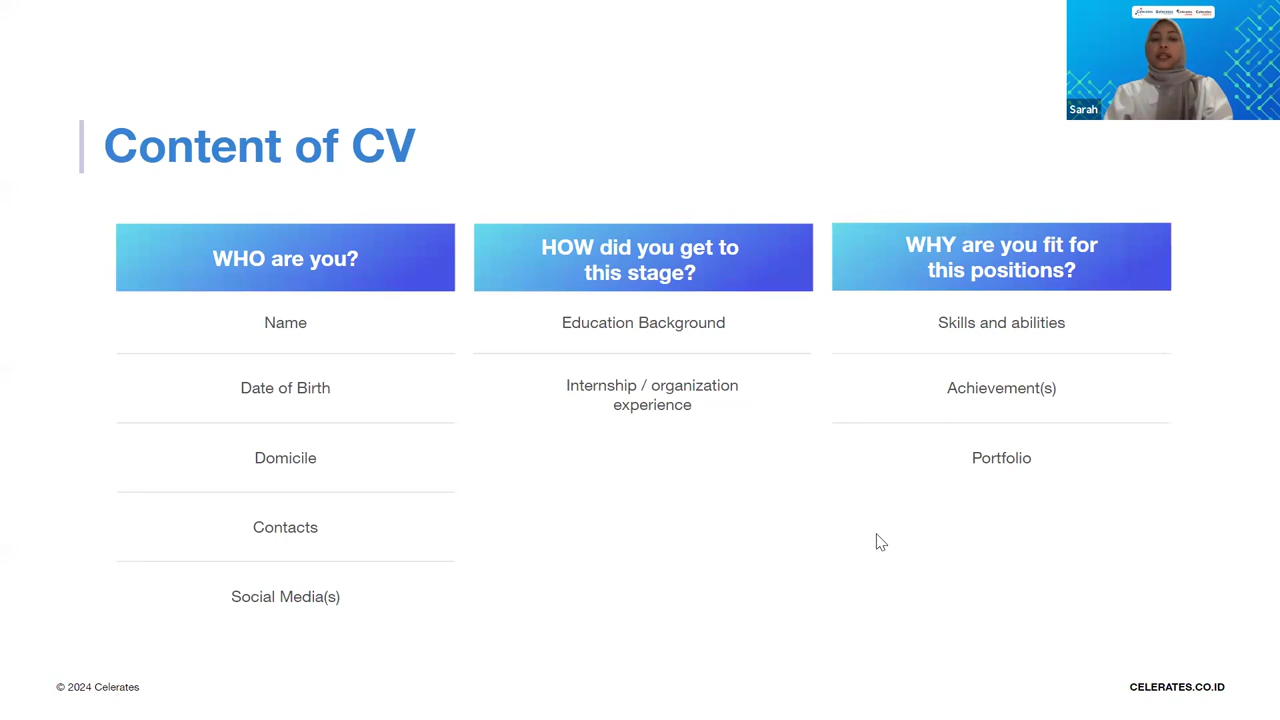 Sarah
Content of CV
WHO are you?
Name
Date of Birth
Domicile
Contacts
Social Media(s)
HOW did you get to
this stage?
Education Background
Internship / organization
experience
WHY are you fit for
this positions?
Skills and abilities
Achievement(s)
Portfolio
© 2024 Celerates
CELERATES.CO.ID